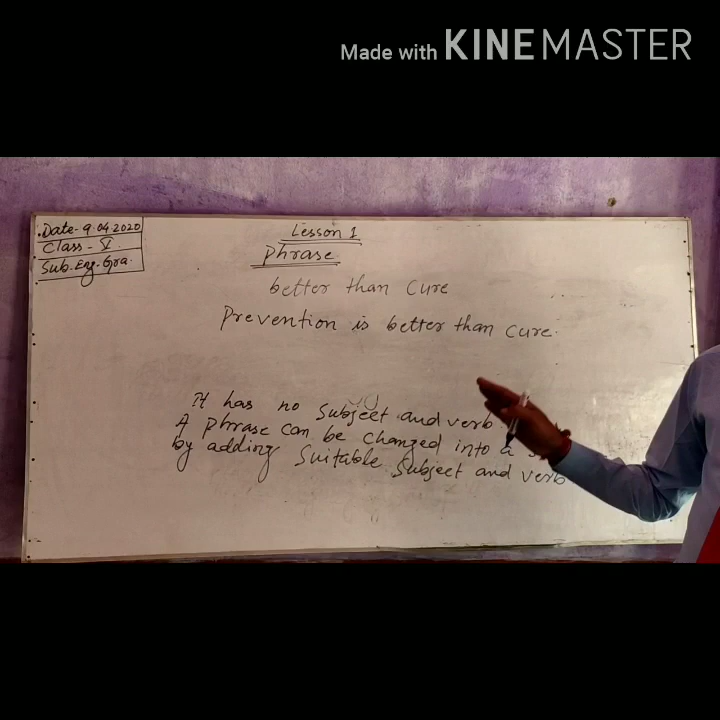 Made with KINEMASTER
Date- 9.04.2020
Class - V
Sub. Eng. Gra.
Lesson 1
Phrase
better than Cure
Prevention is better than cure.
It has no Subject and verb
A phrase can be changed into a
by adding Suitable Subject and verb